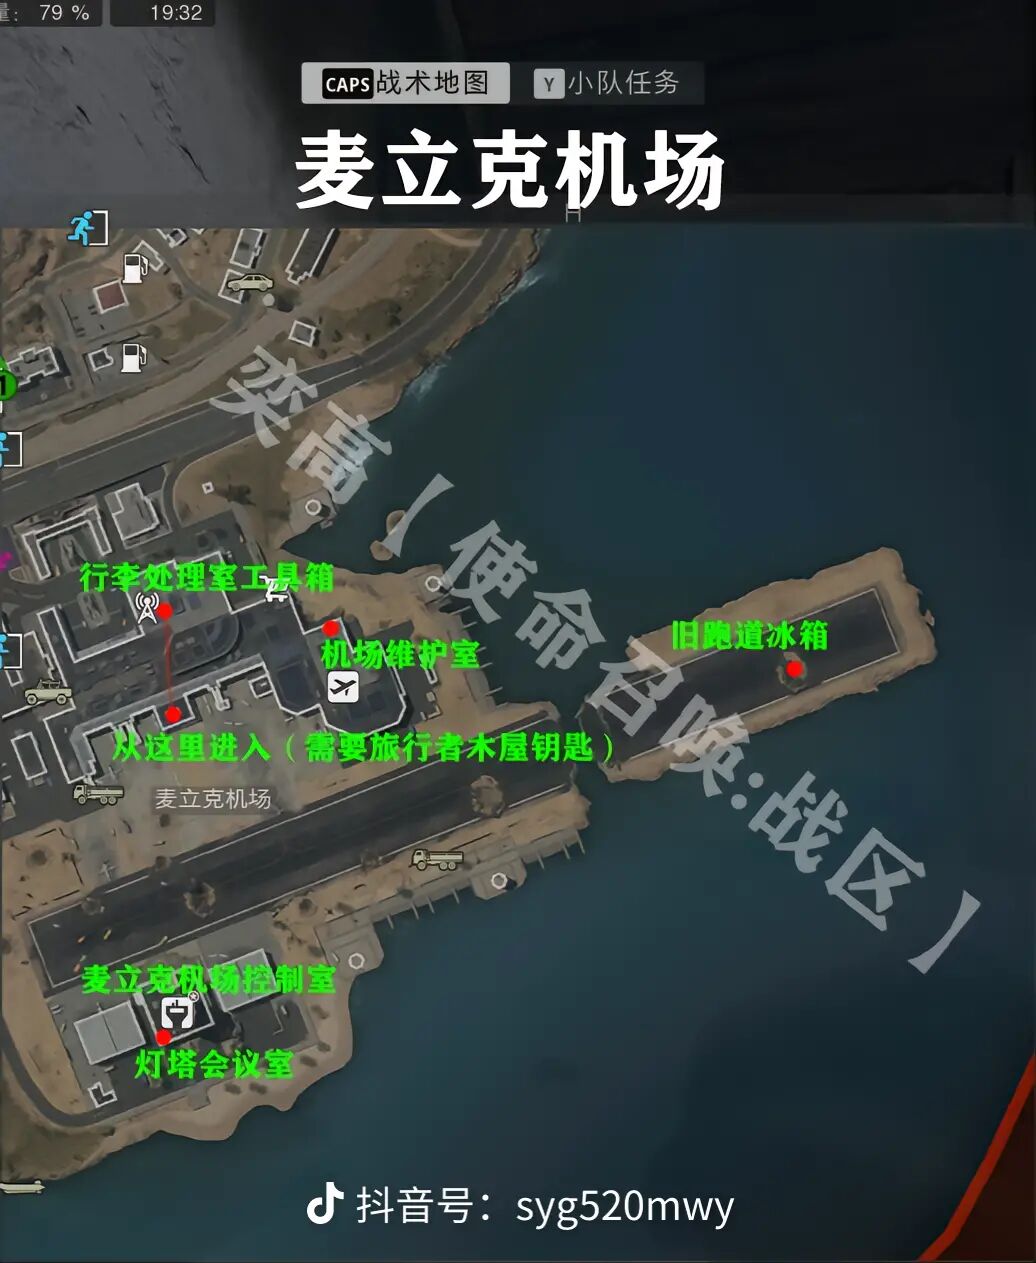 量： 79 % 19:32
CAPS 战术地图 Y 小队任务
麦立克机场
H
1
奕高【使命召唤:战区】
行李处理室工具箱
旧跑道冰箱
机场维护室
从这里进入（需要旅行者木屋钥匙）
麦立克机场
麦立克机场控制室
灯塔会议室
抖音号：syg520mwy